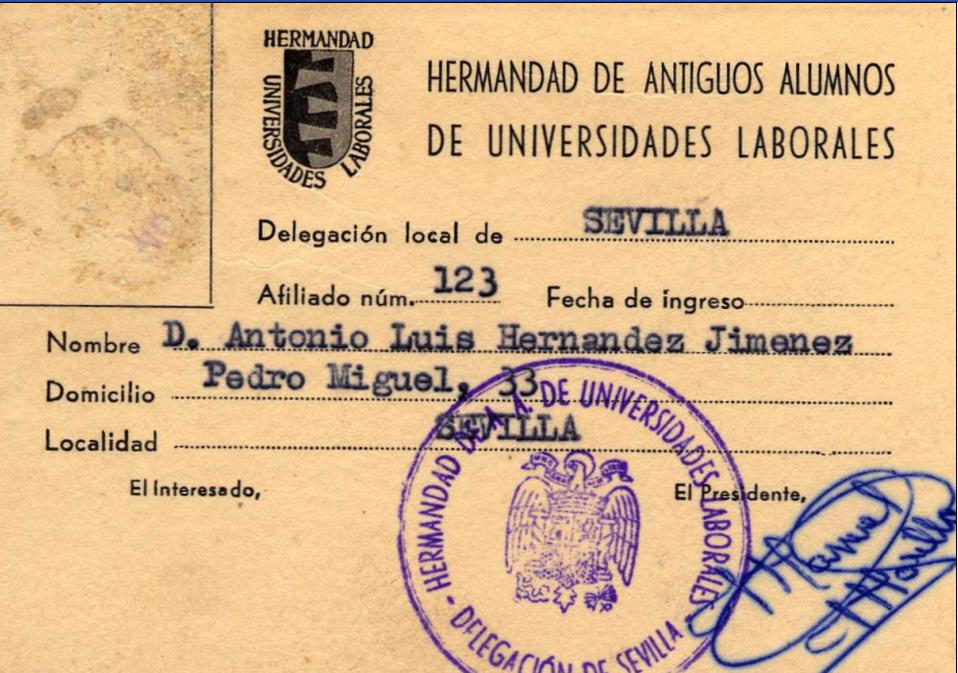 HERMANDAD
UNIVERSIDADES LABORALES
HERMANDAD DE ANTIGUOS ALUMNOS
DE UNIVERSIDADES LABORALES
Delegación local de SEVILLA
Afiliado núm. 123 Fecha de ingreso
Nombre D. Antonio Luis Hernandez Jimenez
Domicilio Pedro Miguel, 33
Localidad SEVILLA
El Interesado, El Presidente,
HERMANDAD DE A. A. DE UNIVERSIDADES LABORALES
- DELEGACIÓN DE SEVILLA -
Manuel